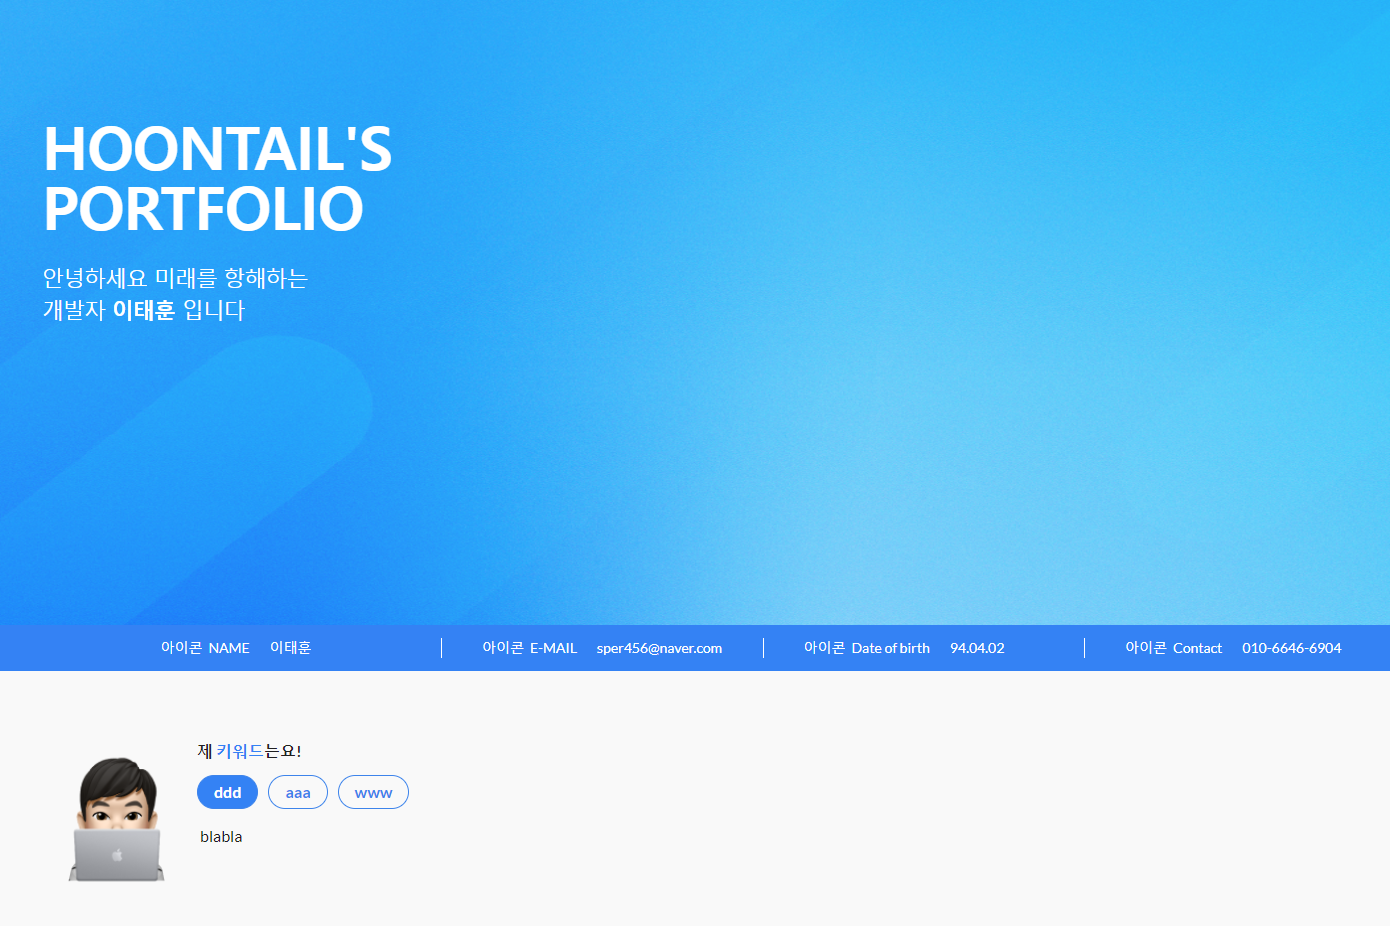 HOONTAIL'S
PORTFOLIO
안녕하세요 미래를 항해하는
개발자 이태훈 입니다
아이콘 NAME 이태훈 아이콘 E-MAIL sper456@naver.com 아이콘 Date of birth 94.04.02 아이콘 Contact 010-6646-6904
제 키워드는요!
ddd aaa www
blabla